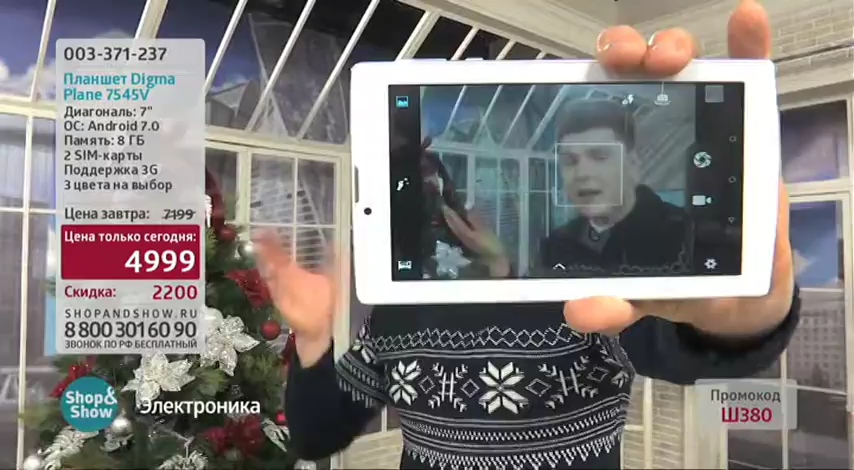 003-371-237
Планшет Digma
Plane 7545V
Диагональ: 7"
ОС: Android 7.0
Память: 8 ГБ
2 SIM-карты
Поддержка 3G
3 цвета на выбор
Цена завтра: 7199
Цена только сегодня:
4999
Скидка: 2200
SHOPANDSHOW.RU
8 800 301 60 90
ЗВОНОК ПО РФ БЕСПЛАТНЫЙ
Shop&
Show
Электроника
Промокод
Ш380